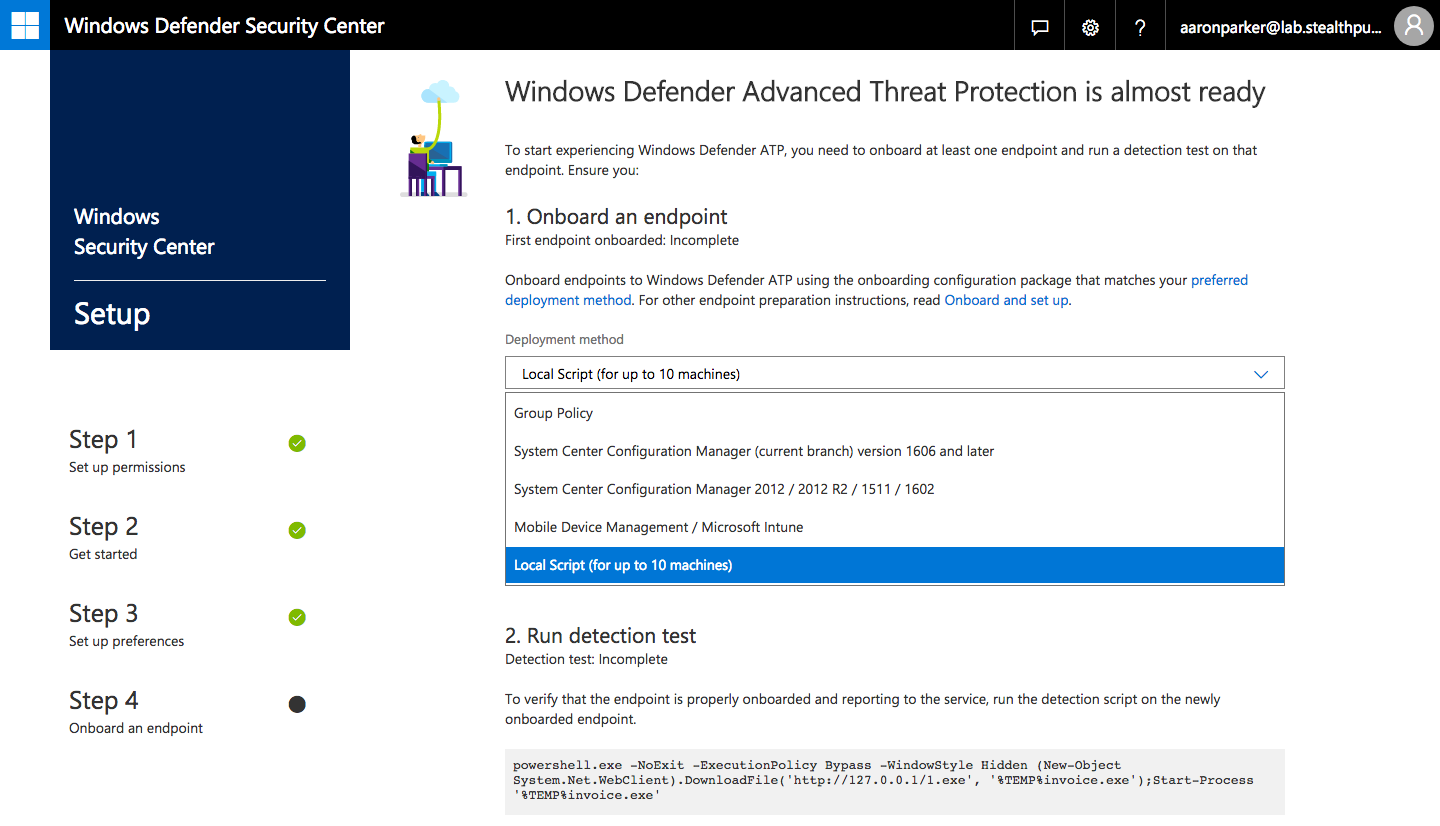 Windows Defender Security Center
?
aaronparker@lab.stealthpu...
Windows
Security Center
Setup
Step 1
Set up permissions
Step 2
Get started
Step 3
Set up preferences
Step 4
Onboard an endpoint
Windows Defender Advanced Threat Protection is almost ready
To start experiencing Windows Defender ATP, you need to onboard at least one endpoint and run a detection test on that
endpoint. Ensure you:
1. Onboard an endpoint
First endpoint onboarded: Incomplete
Onboard endpoints to Windows Defender ATP using the onboarding configuration package that matches your preferred
deployment method. For other endpoint preparation instructions, read Onboard and set up.
Deployment method
Local Script (for up to 10 machines)
Group Policy
System Center Configuration Manager (current branch) version 1606 and later
System Center Configuration Manager 2012 / 2012 R2 / 1511 / 1602
Mobile Device Management / Microsoft Intune
Local Script (for up to 10 machines)
2. Run detection test
Detection test: Incomplete
To verify that the endpoint is properly onboarded and reporting to the service, run the detection script on the newly
onboarded endpoint.
powershell.exe -NoExit -ExecutionPolicy Bypass -WindowStyle Hidden (New-Object
System.Net.WebClient).DownloadFile('http://127.0.0.1/1.exe', '%TEMP%invoice.exe');Start-Process
'%TEMP%invoice.exe'